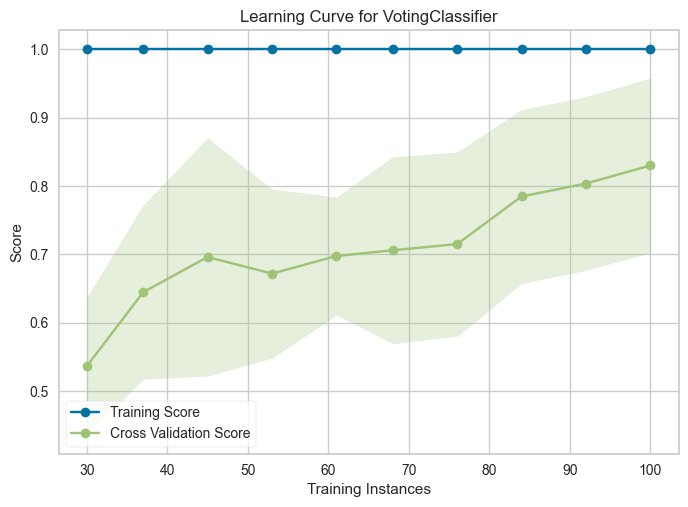 Learning Curve for VotingClassifier
1.0
0.9
0.8
0.7
0.6
0.5
Score
Training Score
Cross Validation Score
30 40 50 60 70 80 90 100
Training Instances